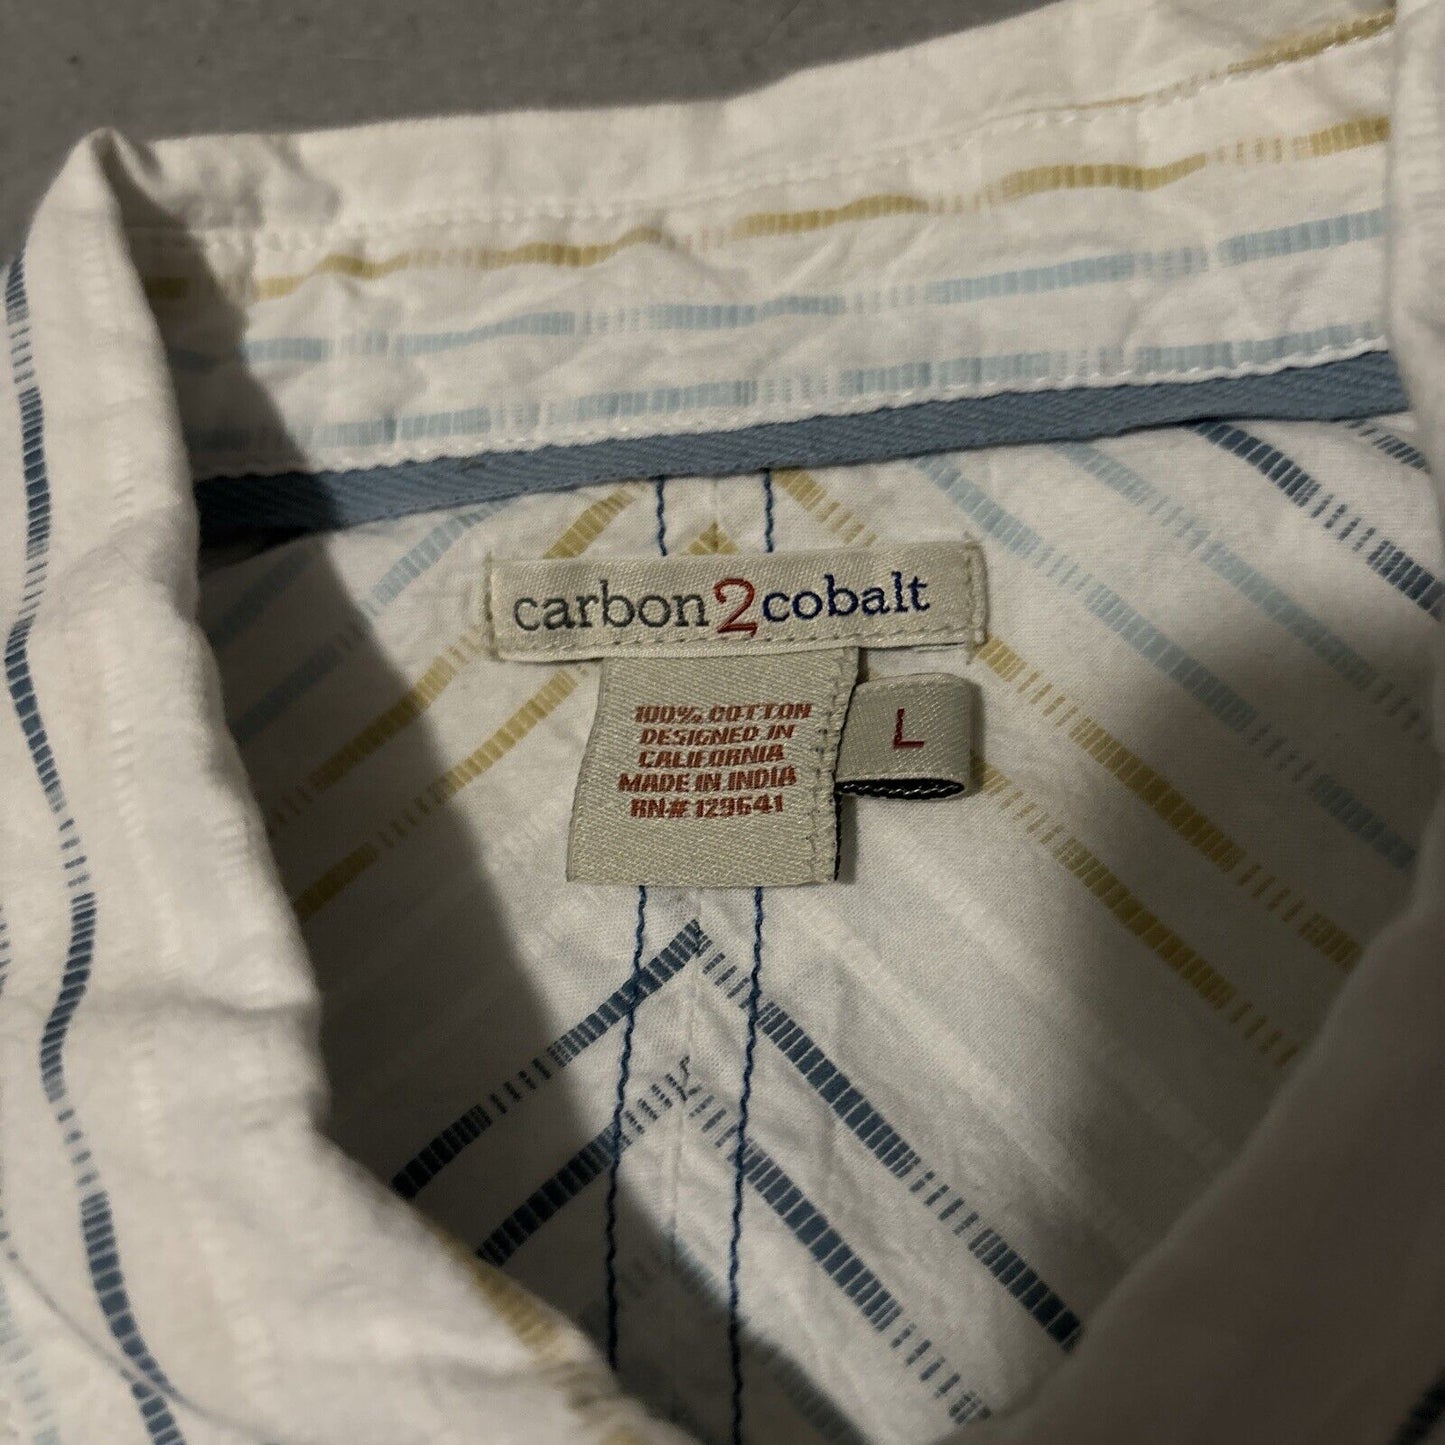 carbon2cobalt
100% COTTON
DESIGNED IN
CALIFORNIA
MADE IN INDIA
RN# 129641
L